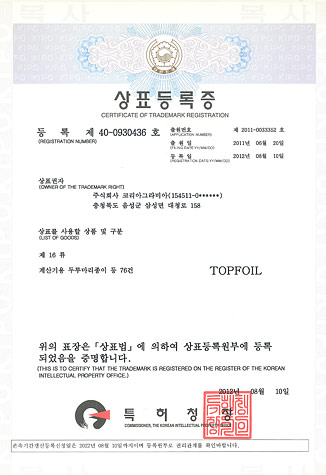 상표등록증
CERTIFICATE OF TRADEMARK REGISTRATION
등 록 제 40-0930436 호
(REGISTRATION NUMBER)
출원번호 제 2011-0033352 호
(APPLICATION NUMBER)
출 원 일 2011년 06월 20일
(FILING DATE:YY/MM/DD)
등 록 일 2012년 08월 10일
(REGISTRATION DATE:YY/MM/DD)
상표권자
(OWNER OF THE TRADEMARK RIGHT)
주식회사 코리아그라비아(154511-0******)
충청북도 음성군 삼성면 대청로 158
상표를 사용할 상품 및 구분
(LIST OF GOODS)
제 16 류
계산기용 두루마리종이 등 76건
TOPFOIL
위의 표장은「상표법」에 의하여 상표등록원부에 등록
되었음을 증명합니다.
(THIS IS TO CERTIFY THAT THE TRADEMARK IS REGISTERED ON THE REGISTER OF THE KOREAN
INTELLECTUAL PROPERTY OFFICE.)
2012년 08월 10일
특 허 청 장
COMMISSIONER, THE KOREAN INTELLECTUAL PROPERTY OFFICE
존속기간갱신등록신청일은 2022년 08월 10일까지이며 등록원부로 권리관계를 확인바랍니다.